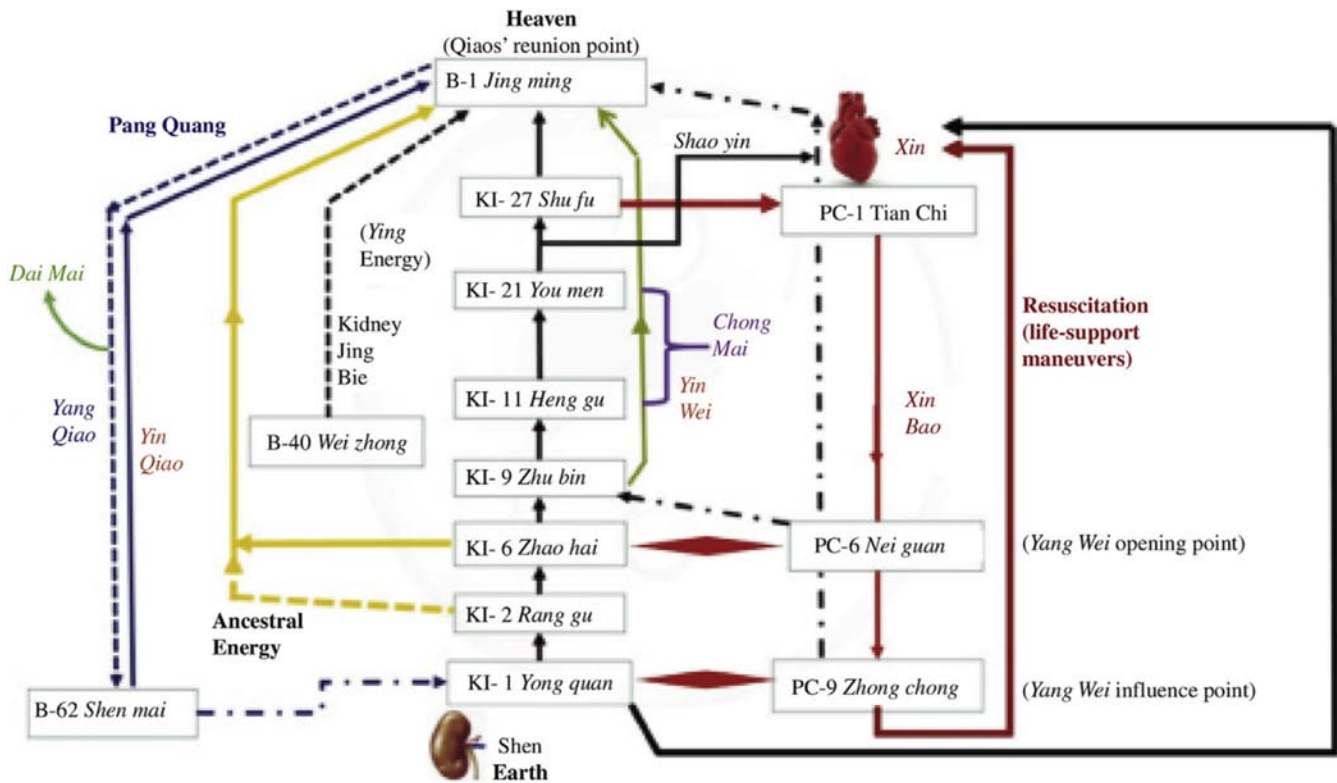 Heaven
(Qiaos' reunion point)
B-1 Jing ming
Pang Quang
Shao yin
Xin
KI- 27 Shu fu
PC-1 Tian Chi
(Ying
Energy)
Dai Mai
KI- 21 You men
Resuscitation
(life-support
maneuvers)
Chong
Mai
Kidney
Jing
Bie
KI- 11 Heng gu
Yin
Wei
Xin
Bao
Yang
Qiao
Yin
Qiao
B-40 Wei zhong
KI- 9 Zhu bin
KI- 6 Zhao hai
PC-6 Nei guan
(Yang Wei opening point)
KI- 2 Rang gu
Ancestral
Energy
KI- 1 Yong quan
PC-9 Zhong chong
(Yang Wei influence point)
B-62 Shen mai
Shen
Earth